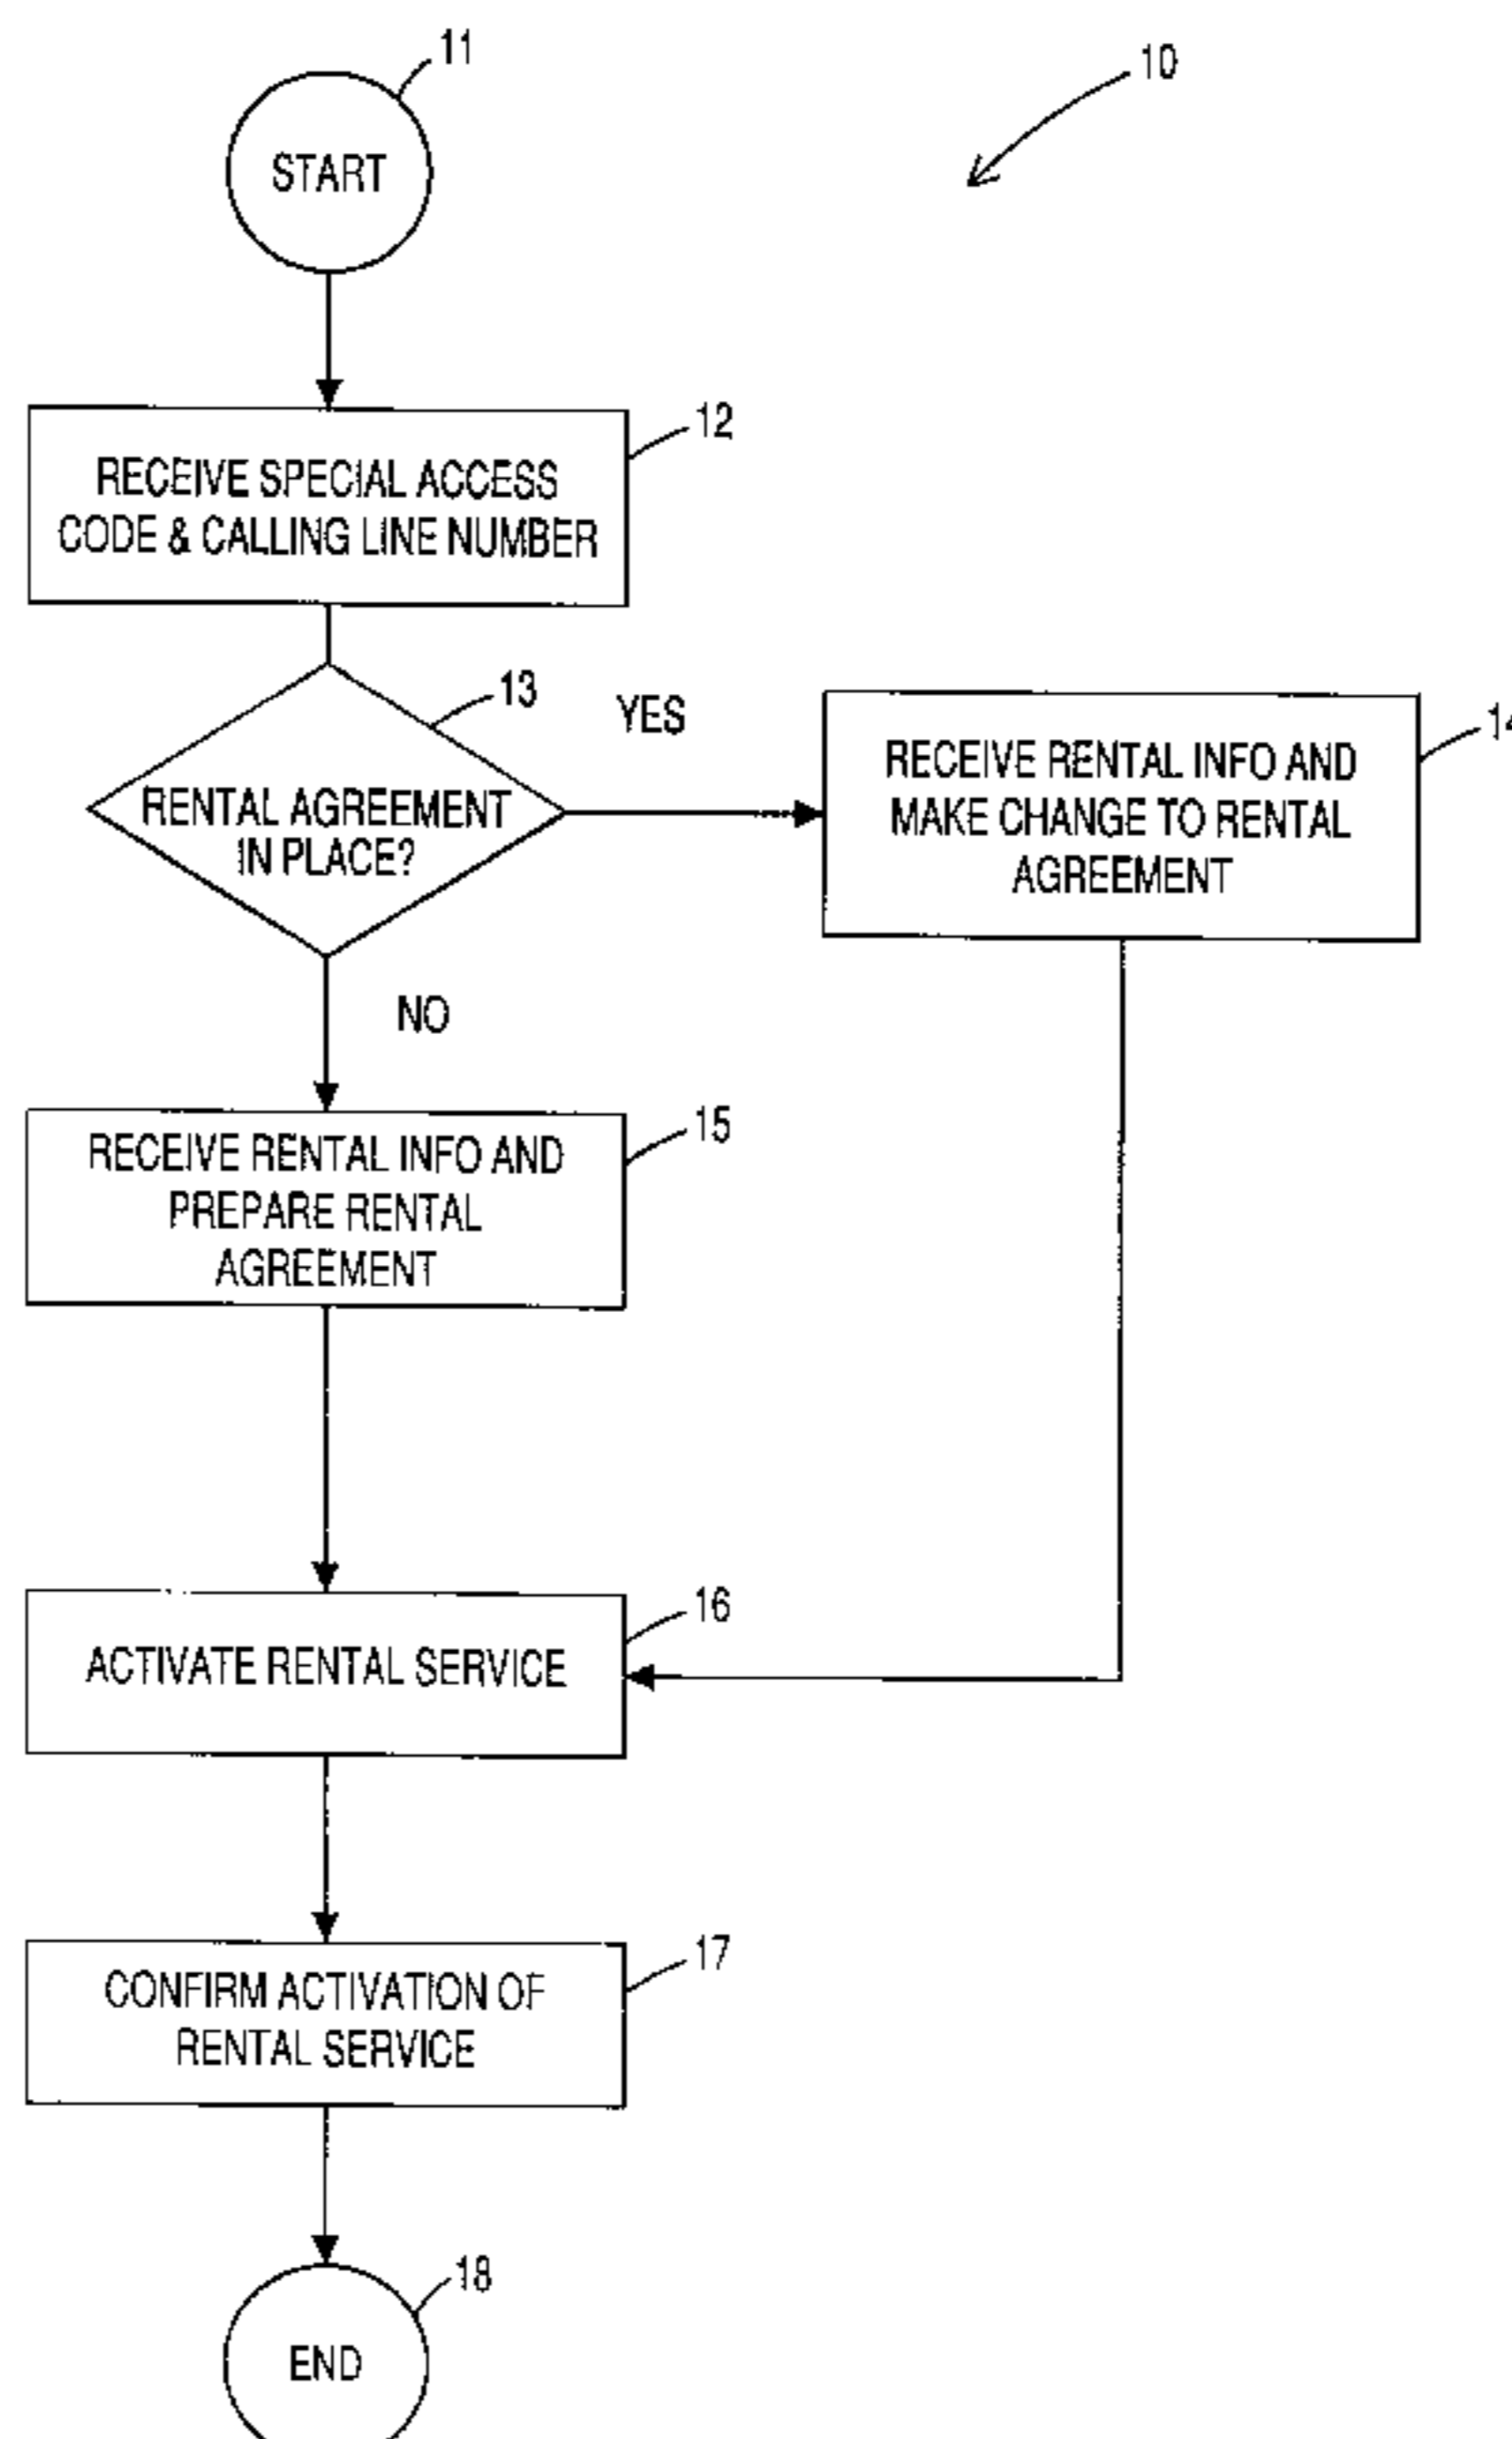 11
10
START
12
RECEIVE SPECIAL ACCESS
CODE & CALLING LINE NUMBER
13
YES
14
RENTAL AGREEMENT
IN PLACE?
RECEIVE RENTAL INFO AND
MAKE CHANGE TO RENTAL
AGREEMENT
NO
15
RECEIVE RENTAL INFO AND
PREPARE RENTAL
AGREEMENT
16
ACTIVATE RENTAL SERVICE
17
CONFIRM ACTIVATION OF
RENTAL SERVICE
18
END